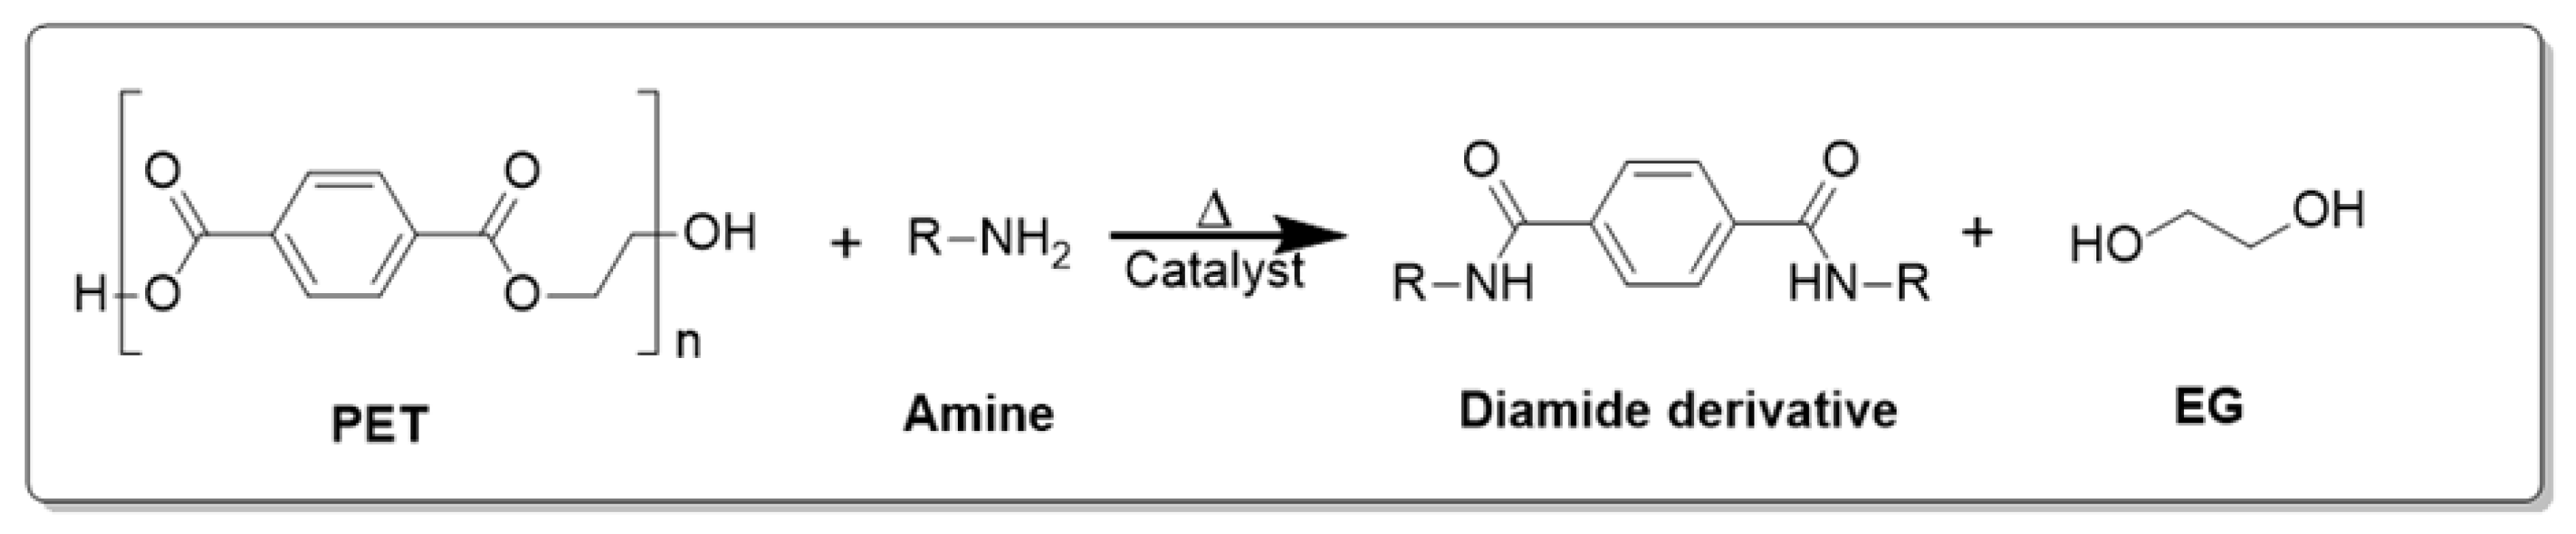 O O OH H O O n
+
R–NH2
Δ
Catalyst
O O R–NH HN–R
+
HO OH
PET Amine Diamide derivative EG